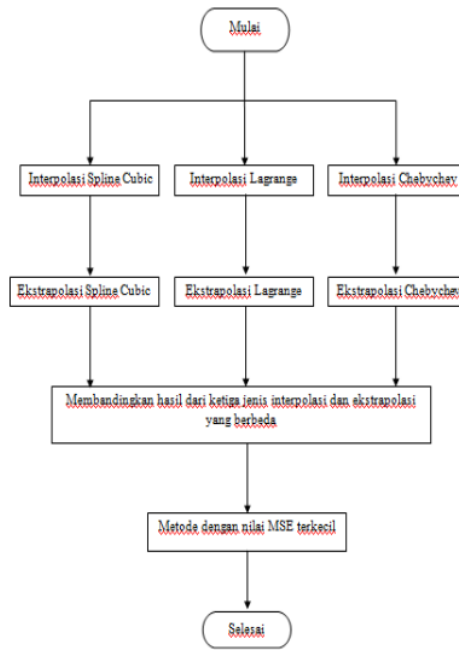 Mulai
Interpolasi Spline Cubic
Interpolasi Lagrange
Interpolasi Chebychev
Ekstrapolasi Spline Cubic
Ekstrapolasi Lagrange
Ekstrapolasi Chebychev
Membandingkan hasil dari ketiga jenis interpolasi dan ekstrapolasi
yang berbeda
Metode dengan nilai MSE terkecil
Selesai